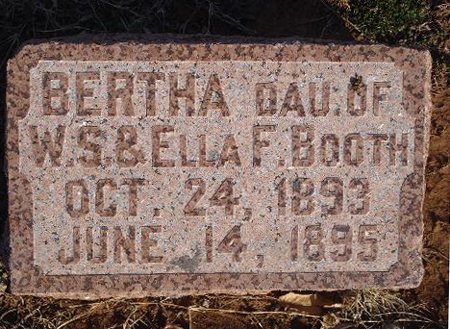 BERTHA DAU. OF
W.S. & ELLA F. BOOTH
OCT. 24, 1893
JUNE 14, 1895